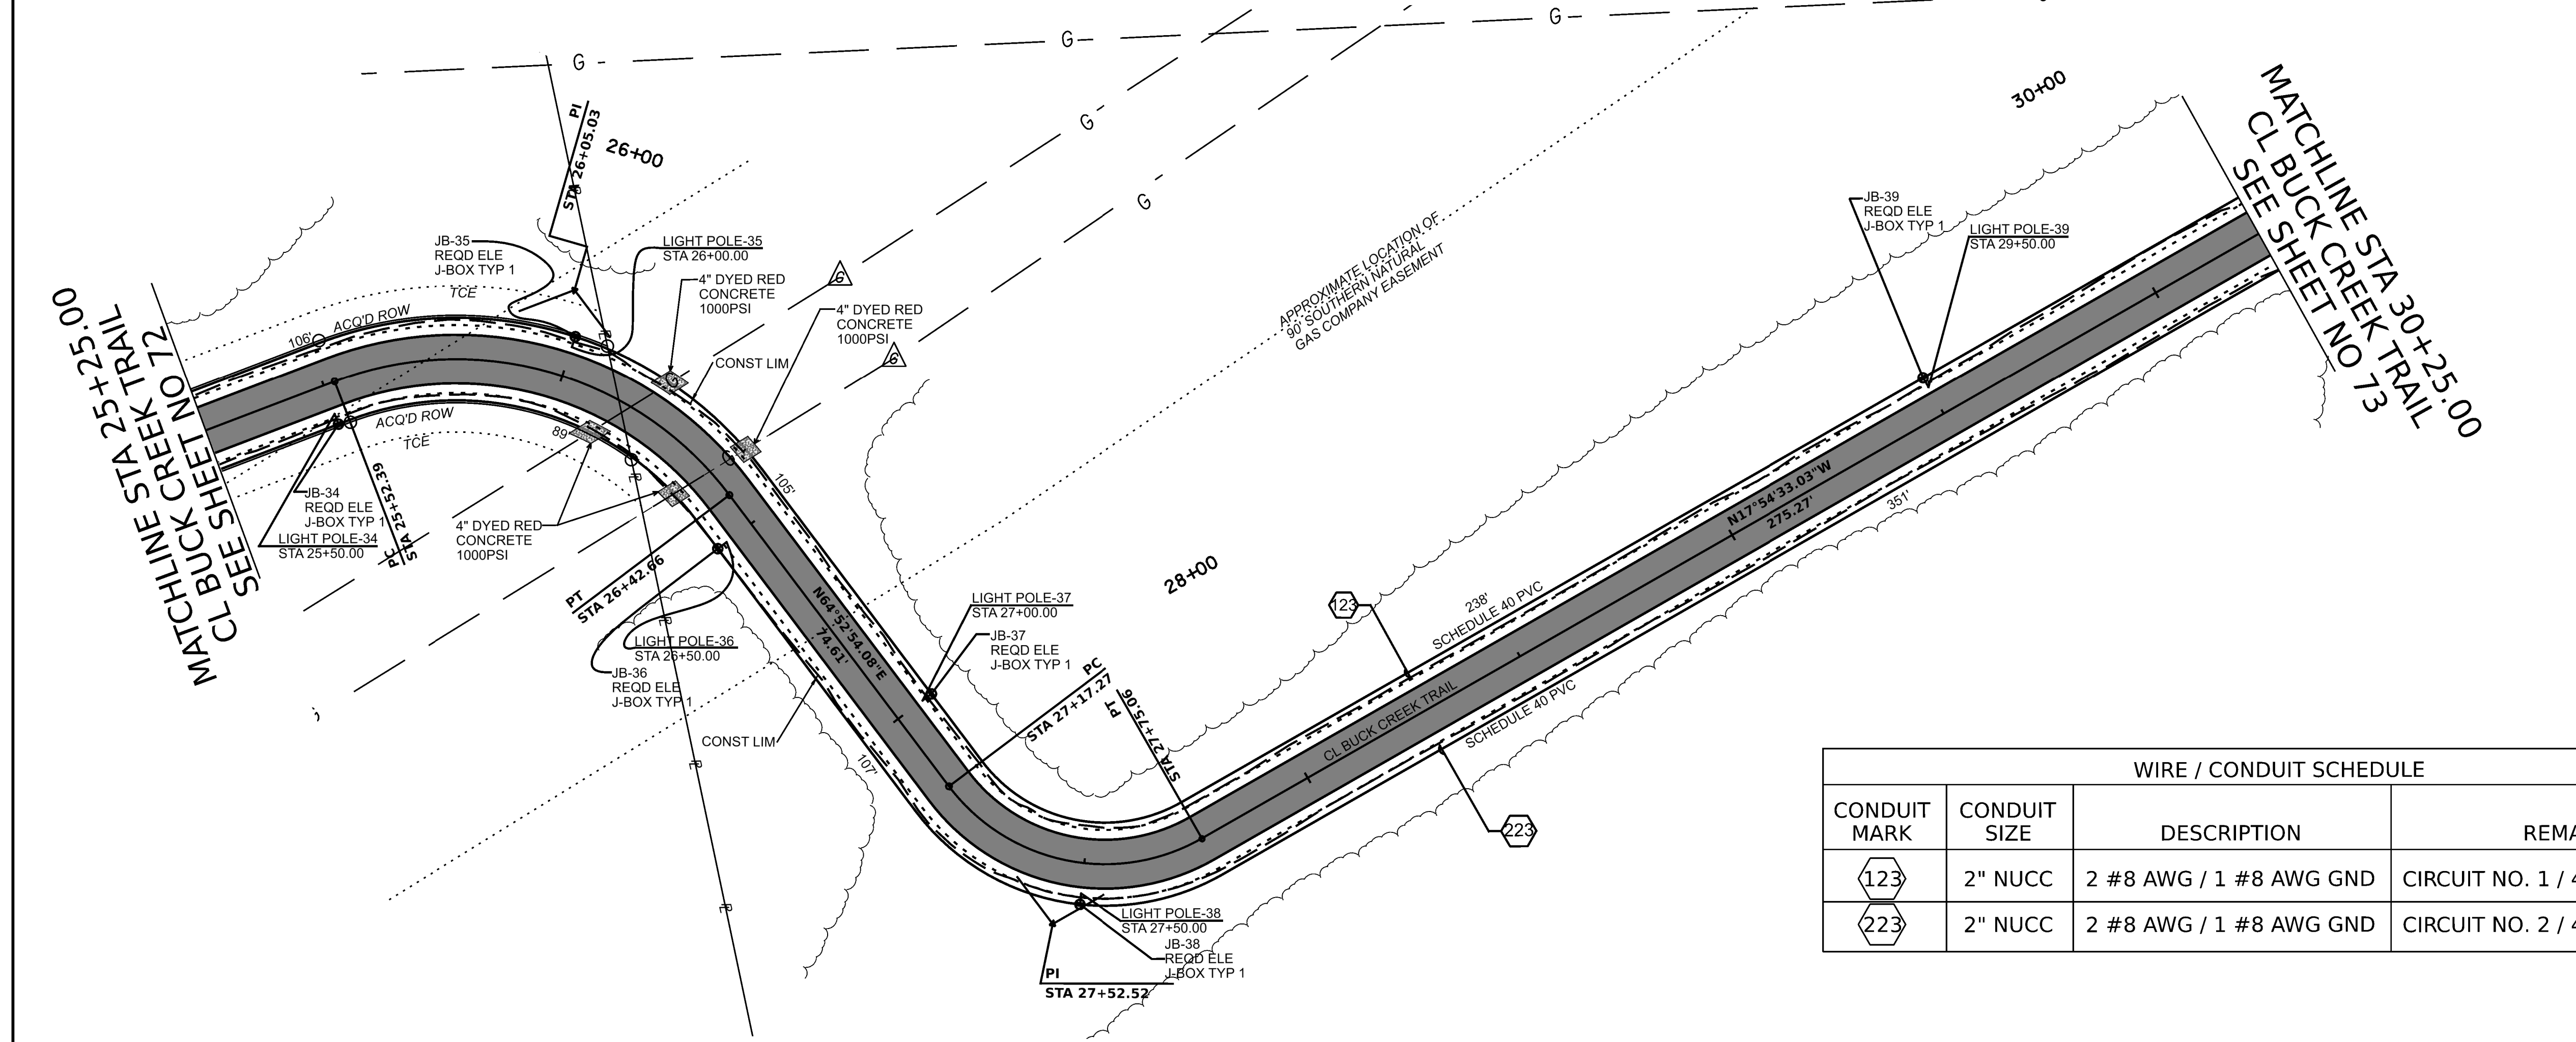 MATCHLINE STA 25+25.00
CL BUCK CREEK TRAIL
SEE SHEET NO 72
G
G
G
G
G
PI
STA 26+05.03
26+00
JB-35
REQD ELE
J-BOX TYP 1
LIGHT POLE-35
STA 26+00.00
4" DYED RED
CONCRETE
1000PSI
4" DYED RED
CONCRETE
1000PSI
G
G
TCE
ACQ'D ROW
106'
CONST LIM
ACQ'D ROW
TCE
89'
JB-34
REQD ELE
J-BOX TYP 1
LIGHT POLE-34
STA 25+50.00
PC
STA 25+52.39
4" DYED RED
CONCRETE
1000PSI
105'
PT
STA 26+42.66
LIGHT POLE-36
STA 26+50.00
JB-36
REQD ELE
J-BOX TYP 1
N64°52'54.08"E
74.61'
CONST LIM
107'
LIGHT POLE-37
STA 27+00.00
JB-37
REQD ELE
J-BOX TYP 1
PC
STA 27+17.27
PT
STA 27+75.06
28+00
APPROXIMATE LOCATION OF
90' SOUTHERN NATURAL
GAS COMPANY EASEMENT
LIGHT POLE-38
STA 27+50.00
JB-38
REQD ELE
J-BOX TYP 1
PI
STA 27+52.52
123
238'
SCHEDULE 40 PVC
CL BUCK CREEK TRAIL
SCHEDULE 40 PVC
223
N17°54'33.03"W
275.27'
351'
JB-39
REQD ELE
J-BOX TYP 1
LIGHT POLE-39
STA 29+50.00
30+00
MATCHLINE STA 30+25.00
CL BUCK CREEK TRAIL
SEE SHEET NO 73
WIRE / CONDUIT SCHEDULE
CONDUIT MARK
CONDUIT SIZE
DESCRIPTION
REMA
123 2" NUCC 2 #8 AWG / 1 #8 AWG GND CIRCUIT NO. 1 / 4
223 2" NUCC 2 #8 AWG / 1 #8 AWG GND CIRCUIT NO. 2 / 4